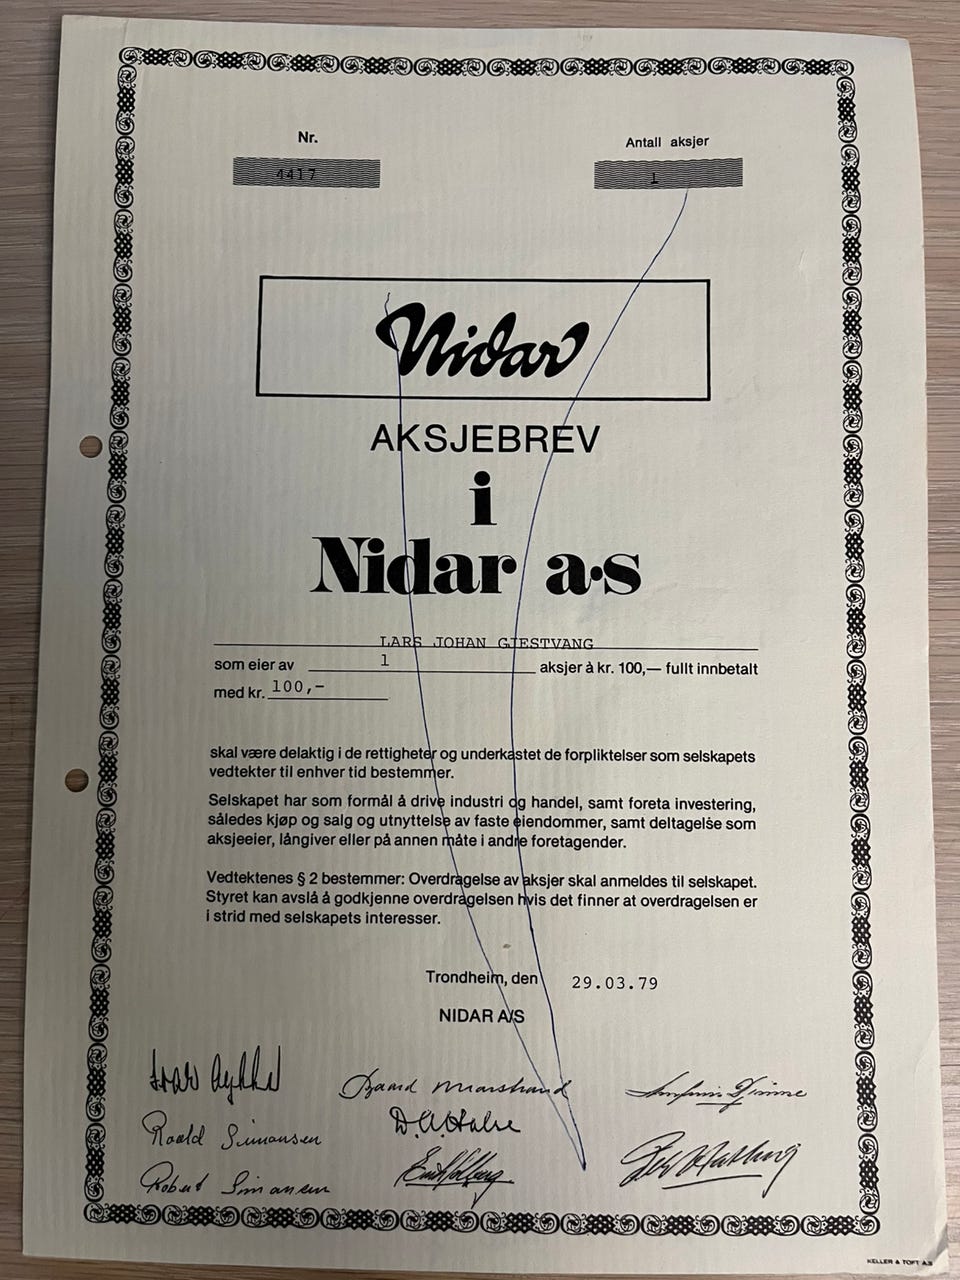 Nr.
Antall aksjer
4417
1
Nidar
AKSJEBREV
i
Nidar a·s
LARS JOHAN GJESTVANG
som eier av 1 aksjer à kr. 100,— fullt innbetalt
med kr. 100,-
skal være delaktig i de rettigheter og underkastet de forpliktelser som selskapets
vedtekter til enhver tid bestemmer.
Selskapet har som formål å drive industri og handel, samt foreta investering,
således kjøp og salg og utnyttelse av faste eiendommer, samt deltagelse som
aksjeeier, långiver eller på annen måte i andre foretagender.
Vedtektenes § 2 bestemmer: Overdragelse av aksjer skal anmeldes til selskapet.
Styret kan avslå å godkjenne overdragelsen hvis det finner at overdragelsen er
i strid med selskapets interesser.
Trondheim, den 29.03.79
NIDAR A/S
Baard Marstrand
Roald Simonsen
Robert Simonsen
KELLER & TOFT A.S